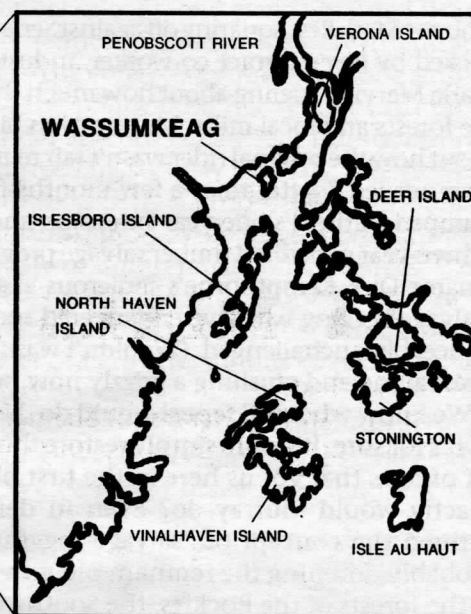 PENOBSCOTT RIVER
VERONA ISLAND
WASSUMKEAG
DEER ISLAND
ISLESBORO ISLAND
NORTH HAVEN
ISLAND
STONINGTON
VINALHAVEN ISLAND
ISLE AU HAUT